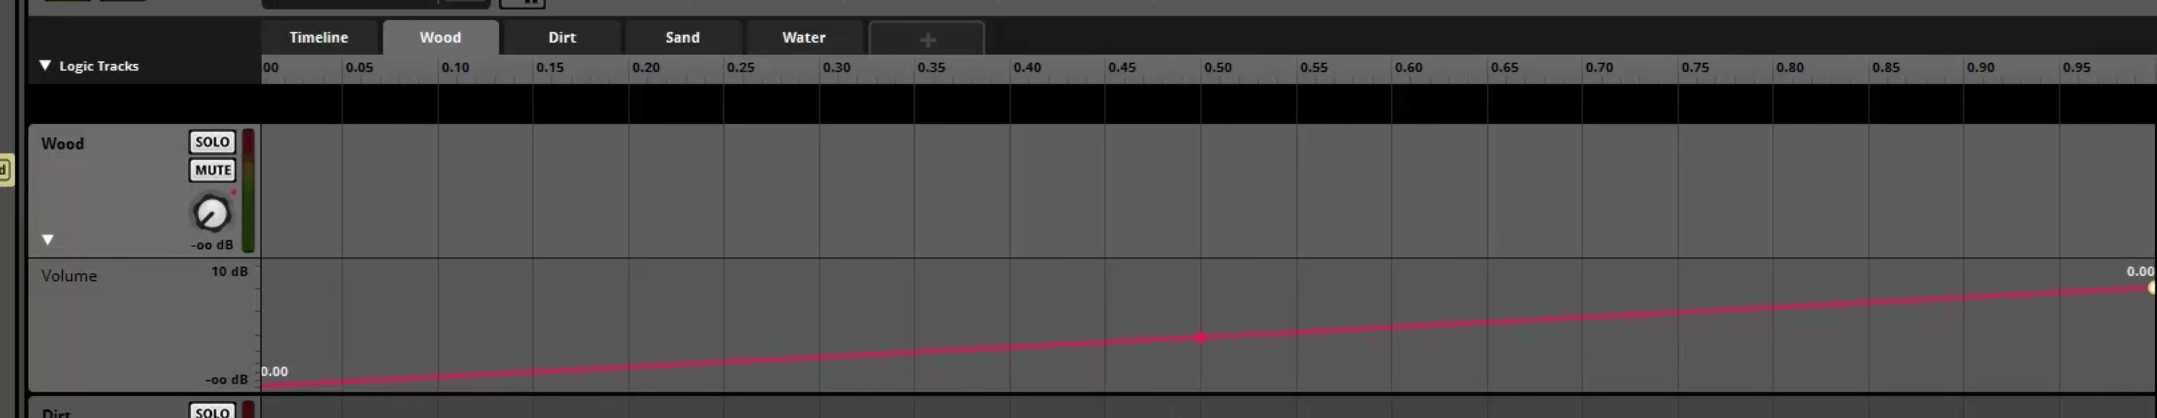 Timeline Wood Dirt Sand Water +
Logic Tracks
00 0.05 0.10 0.15 0.20 0.25 0.30 0.35 0.40 0.45 0.50 0.55 0.60 0.65 0.70 0.75 0.80 0.85 0.90 0.95
Wood SOLO
MUTE
d
-oo dB
Volume 10 dB
0.00
0.00
-oo dB
Dirt SOLO